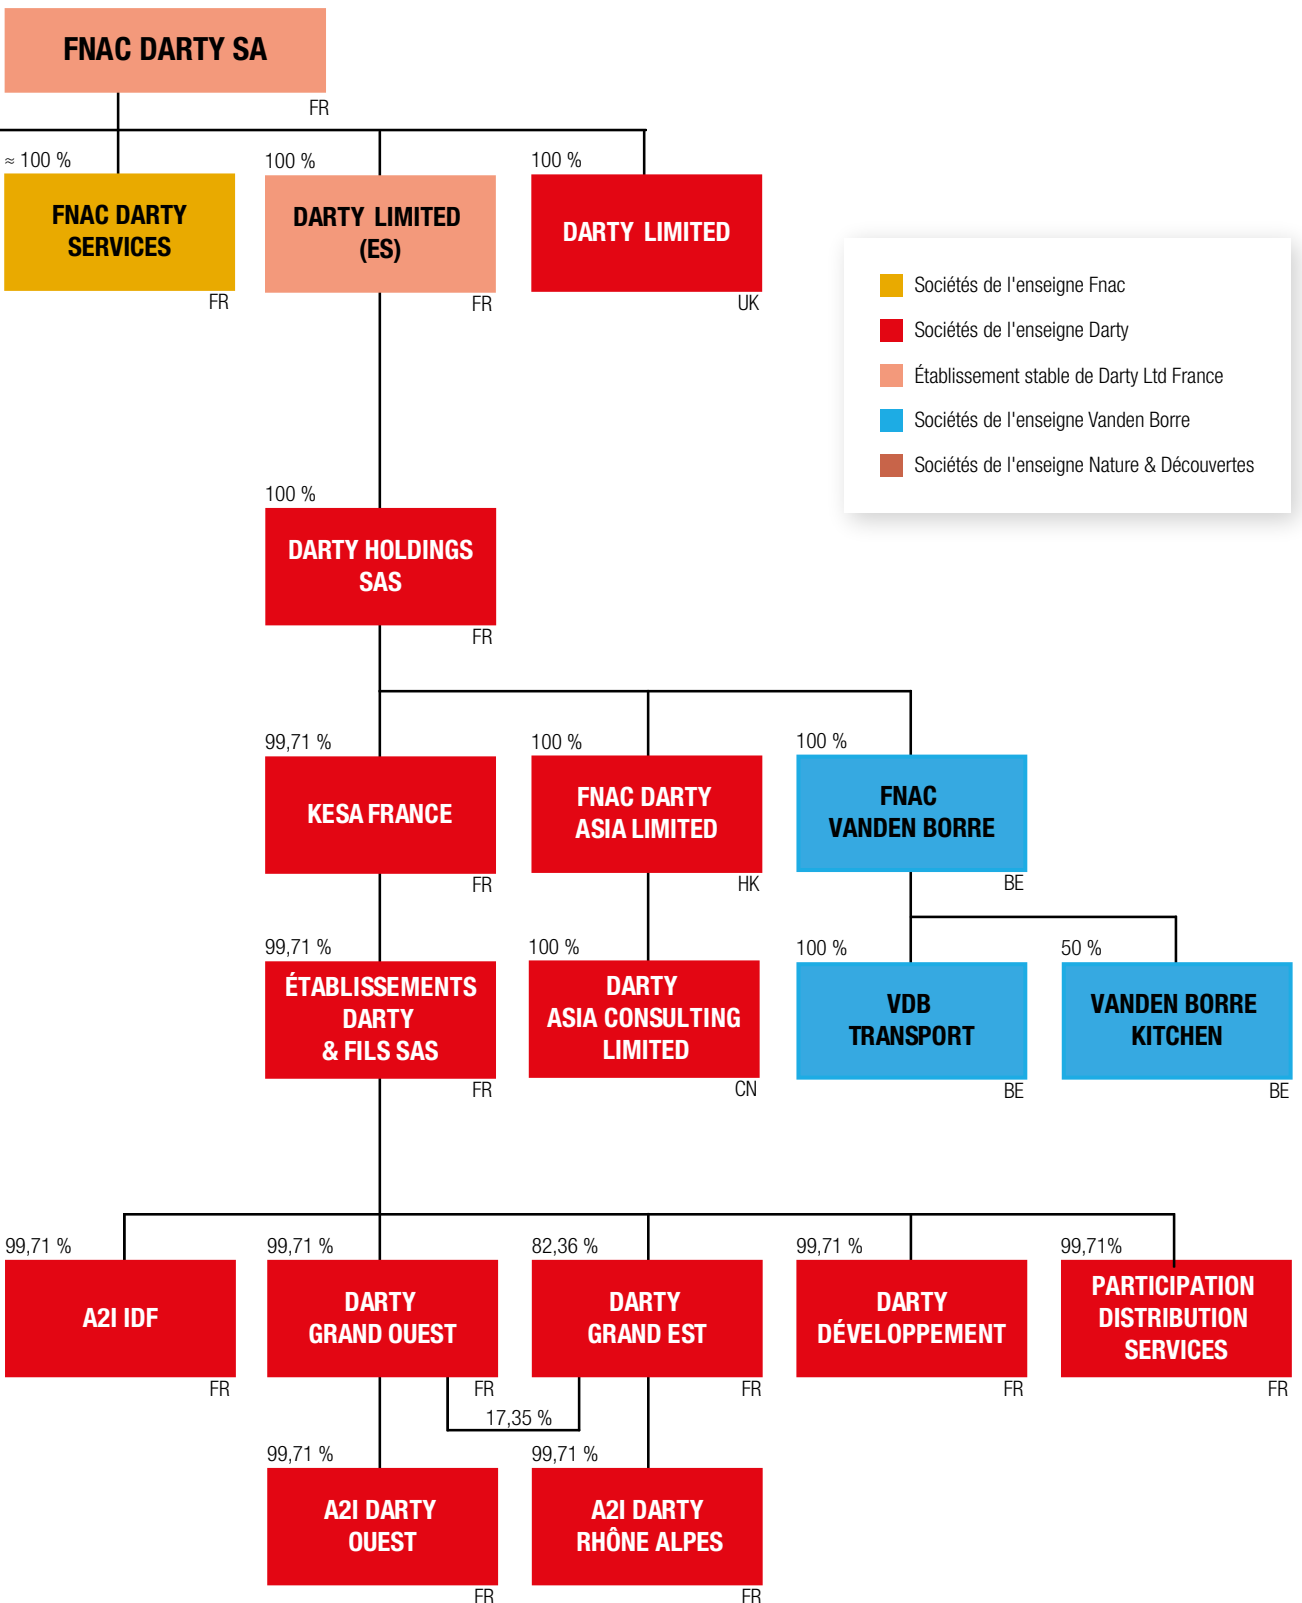 FNAC DARTY SA
FR
≈ 100 %
FNAC DARTY
SERVICES
FR
100 %
DARTY LIMITED
(ES)
FR
100 %
DARTY LIMITED
UK
Sociétés de l'enseigne Fnac
Sociétés de l'enseigne Darty
Établissement stable de Darty Ltd France
Sociétés de l'enseigne Vanden Borre
Sociétés de l'enseigne Nature & Découvertes
100 %
DARTY HOLDINGS
SAS
FR
99,71 %
KESA FRANCE
FR
100 %
FNAC DARTY
ASIA LIMITED
HK
100 %
FNAC
VANDEN BORRE
BE
99,71 %
ÉTABLISSEMENTS
DARTY
& FILS SAS
FR
100 %
DARTY
ASIA CONSULTING
LIMITED
CN
100 %
VDB
TRANSPORT
BE
50 %
VANDEN BORRE
KITCHEN
BE
99,71 %
A2I IDF
FR
99,71 %
DARTY
GRAND OUEST
FR
82,36 %
DARTY
GRAND EST
FR
99,71 %
DARTY
DÉVELOPPEMENT
FR
99,71%
PARTICIPATION
DISTRIBUTION
SERVICES
FR
17,35 %
99,71 %
A2I DARTY
OUEST
FR
99,71 %
A2I DARTY
RHÔNE ALPES
FR